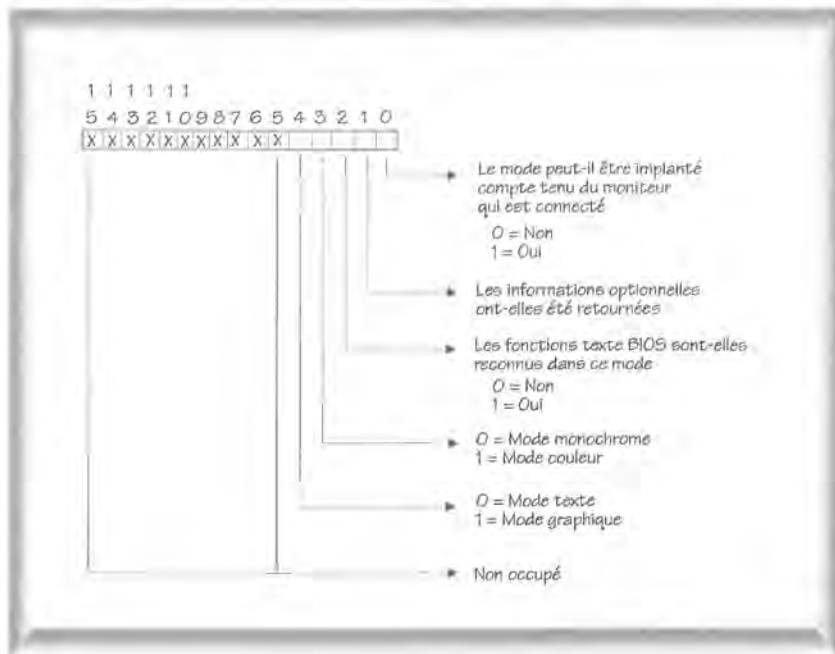 1 1 1 1 1 1
5 4 3 2 1 0 9 8 7 6 5 4 3 2 1 0
X X X X X X X X X X X
Le mode peut-il être implanté
compte tenu du moniteur
qui est connecté
0 = Non
1 = Oui
Les informations optionnelles
ont-elles été retournées
Les fonctions texte BIOS sont-elles
reconnus dans ce mode
0 = Non
1 = Oui
0 = Mode monochrome
1 = Mode couleur
0 = Mode texte
1 = Mode graphique
Non occupé